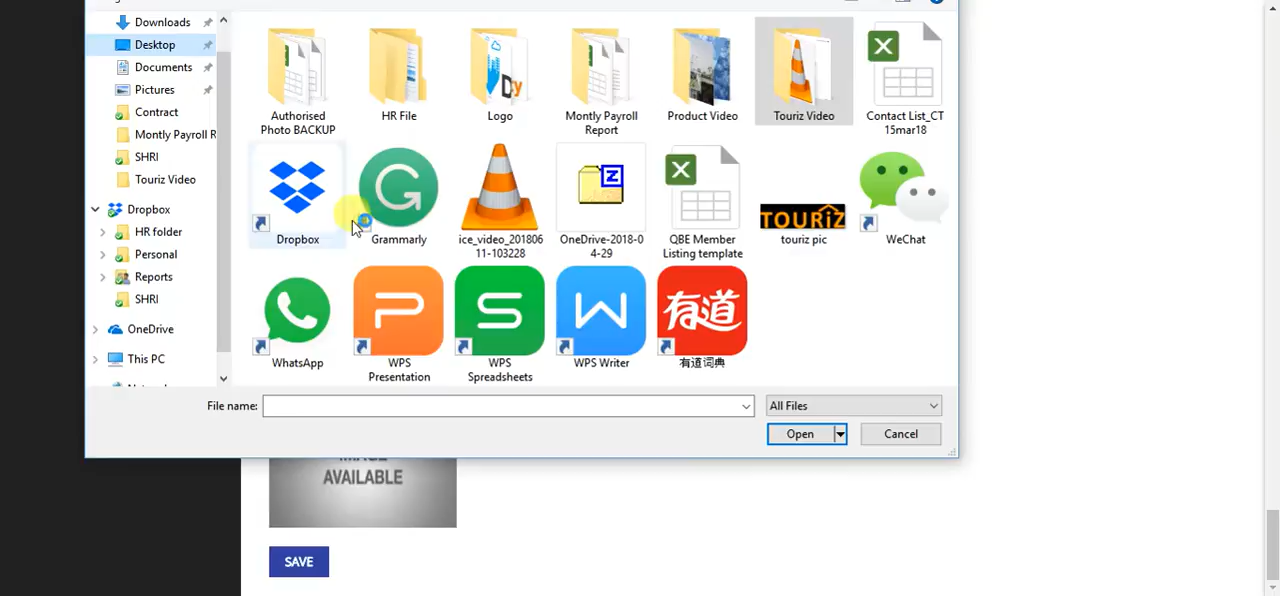 Downloads
Desktop
Documents
Pictures
Contract
Montly Payroll R
SHRI
Touriz Video
Dropbox
HR folder
Personal
Reports
SHRI
OneDrive
This PC
Authorised
Photo BACKUP
HR File
Logo
Montly Payroll
Report
Product Video
Touriz Video
Contact List_CT
15mar18
Dropbox
Grammarly
ice_video_201806
11-103228
OneDrive-2018-0
4-29
QBE Member
Listing template
TOURiZ
touriz pic
WeChat
WhatsApp
WPS
Presentation
WPS
Spreadsheets
WPS Writer
有道
有道词典
File name:
All Files
Open
Cancel
AVAILABLE
SAVE